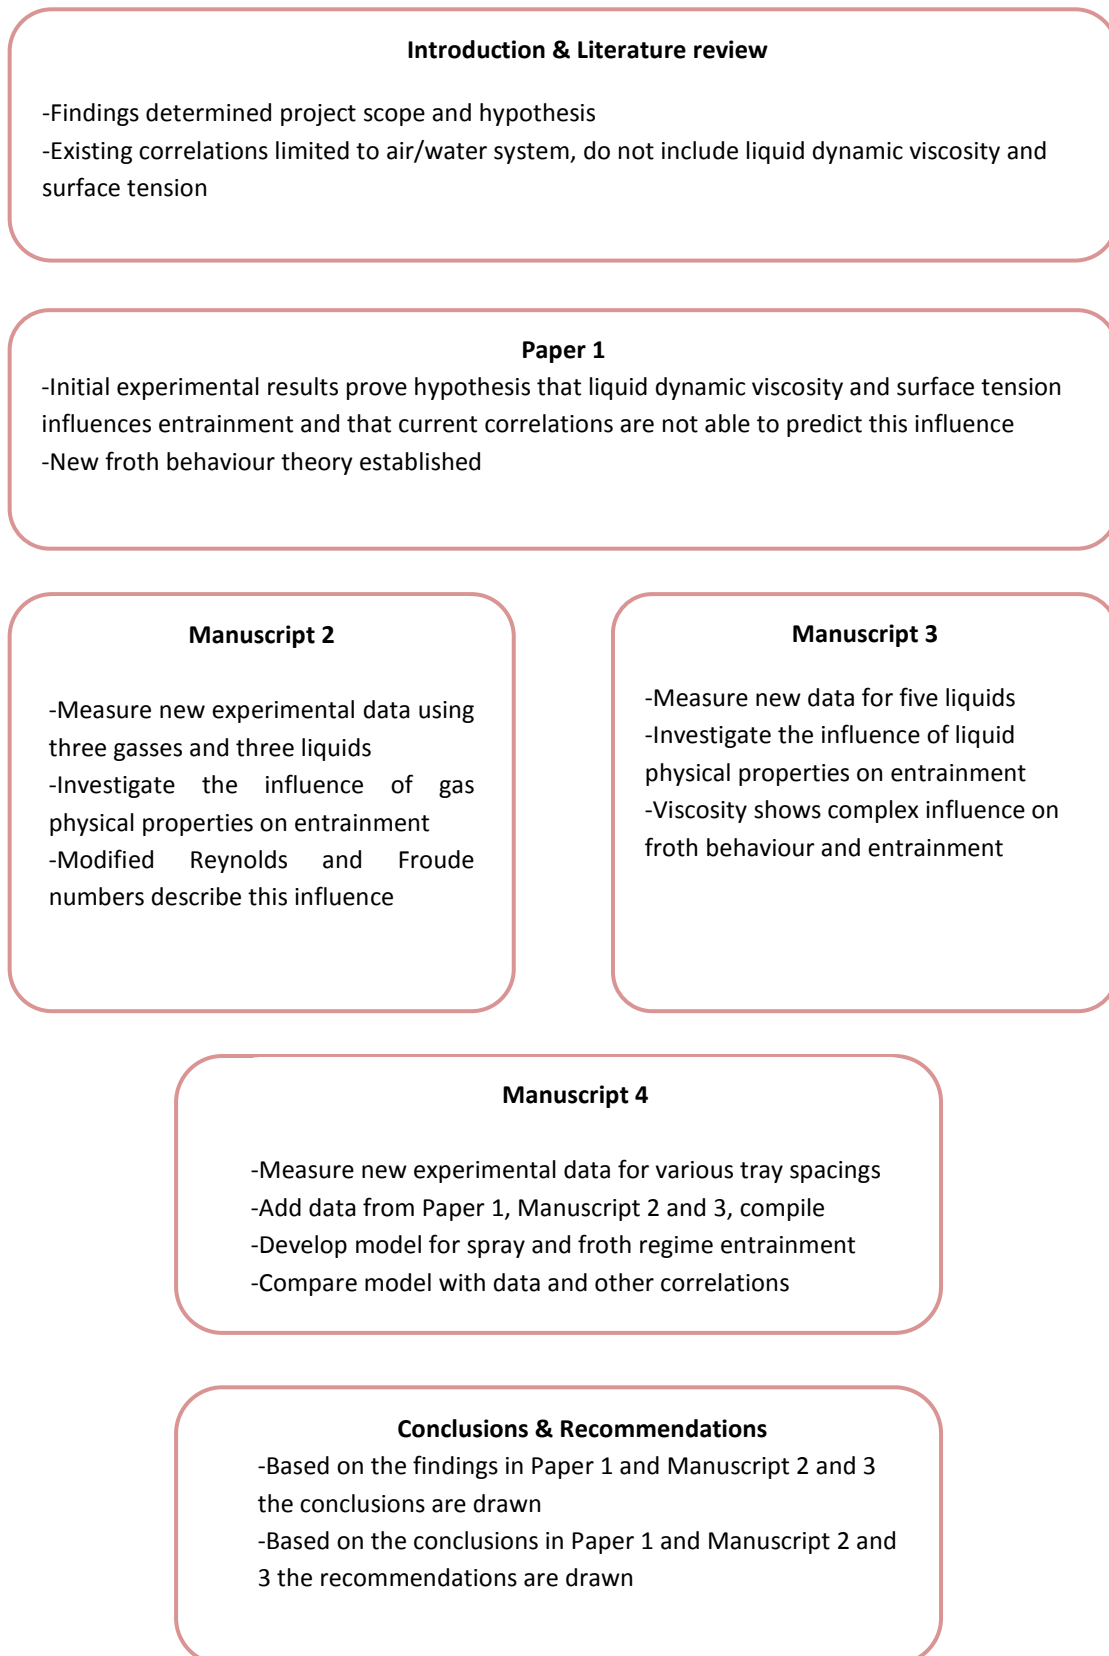 Introduction & Literature review
-Findings determined project scope and hypothesis
-Existing correlations limited to air/water system, do not include liquid dynamic viscosity and
surface tension
Paper 1
-Initial experimental results prove hypothesis that liquid dynamic viscosity and surface tension
influences entrainment and that current correlations are not able to predict this influence
-New froth behaviour theory established
Manuscript 2
-Measure new experimental data using
three gasses and three liquids
-Investigate the influence of gas
physical properties on entrainment
-Modified Reynolds and Froude
numbers describe this influence
Manuscript 3
-Measure new data for five liquids
-Investigate the influence of liquid
physical properties on entrainment
-Viscosity shows complex influence on
froth behaviour and entrainment
Manuscript 4
-Measure new experimental data for various tray spacings
-Add data from Paper 1, Manuscript 2 and 3, compile
-Develop model for spray and froth regime entrainment
-Compare model with data and other correlations
Conclusions & Recommendations
-Based on the findings in Paper 1 and Manuscript 2 and 3
the conclusions are drawn
-Based on the conclusions in Paper 1 and Manuscript 2 and
3 the recommendations are drawn